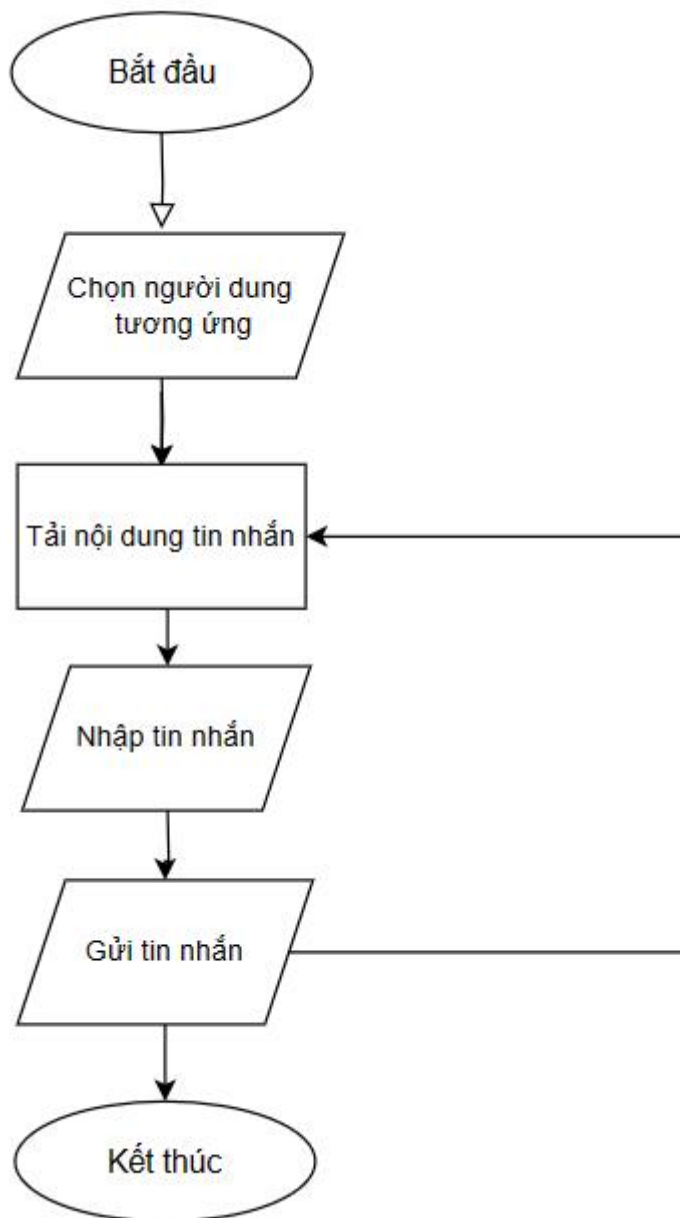 Bắt đầu
Chọn người dung
tương ứng
Tải nội dung tin nhắn
Nhập tin nhắn
Gửi tin nhắn
Kết thúc